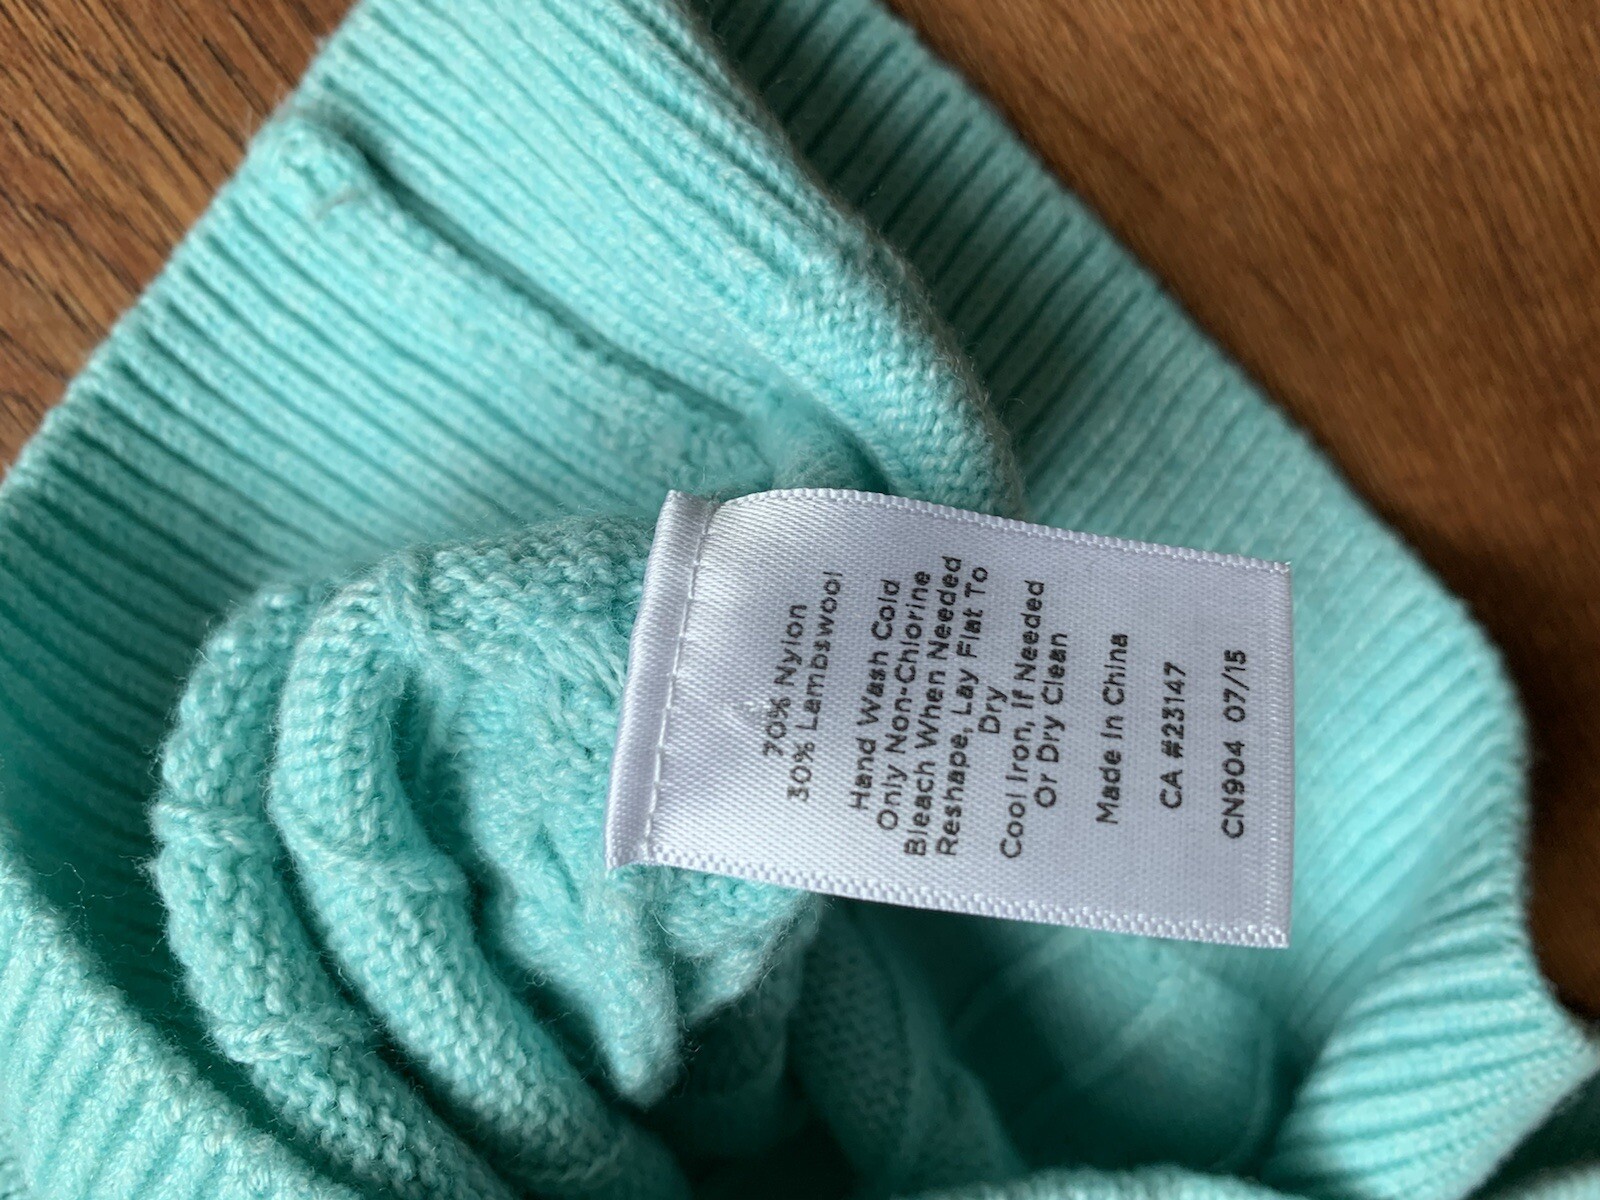 70% Nylon
30% Lambswool
Hand Wash Cold
Only Non-Chlorine
Bleach When Needed
Reshape, Lay Flat To
Dry
Cool Iron, If Needed
Or Dry Clean
Made In China
CA #23147
CN904 07/15